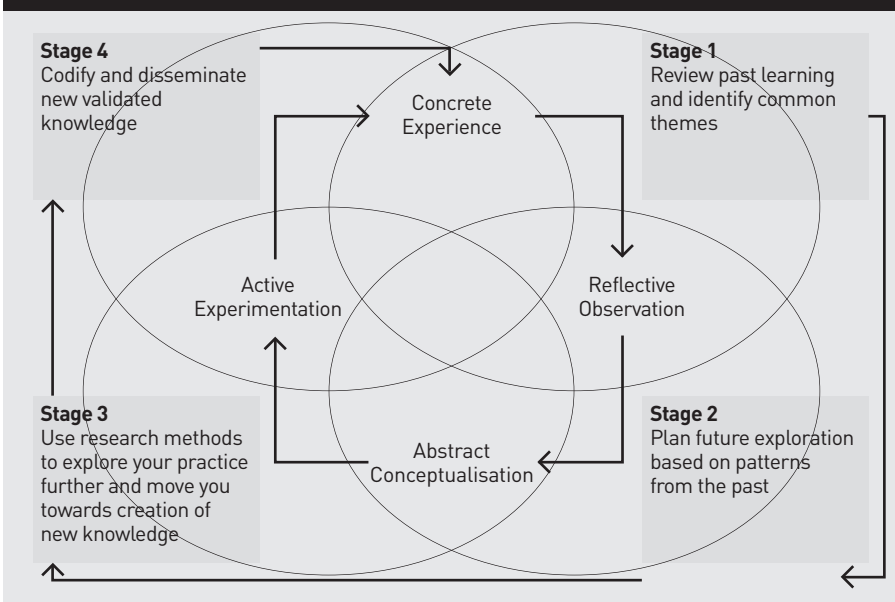 Stage 4
Codify and disseminate
new validated
knowledge
Concrete
Experience
Stage 1
Review past learning
and identify common
themes
Active
Experimentation
Reflective
Observation
Stage 3
Use research methods
to explore your practice
further and move you
towards creation of
new knowledge
Abstract
Conceptualisation
Stage 2
Plan future exploration
based on patterns
from the past